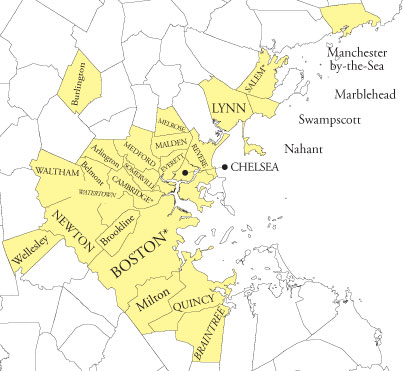 Manchester
by-the-Sea
Marblehead
Swampscott
Nahant
Burlington
SALEM*
LYNN
MELROSE
MALDEN
REVERE
MEDFORD
EVERETT
CHELSEA
Arlington
SOMERVILLE
Belmont
CAMBRIDGE*
WALTHAM
WATERTOWN
NEWTON
Brookline
Wellesley
BOSTON*
Milton
QUINCY
BRAINTREE